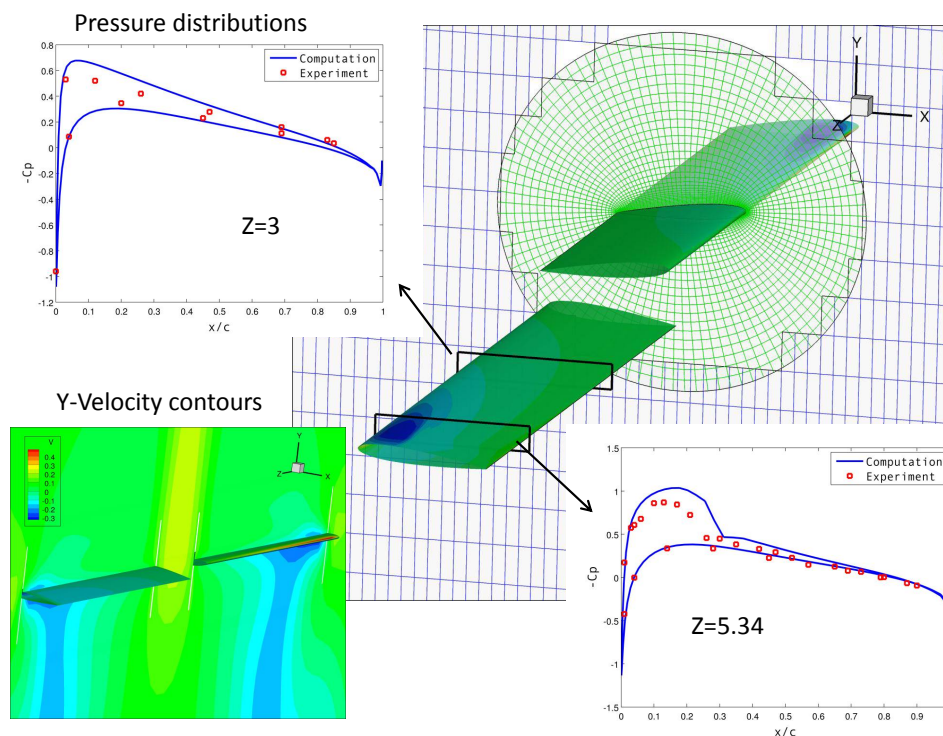 Pressure distributions
0.8
0.6
0.4
0.2
0
-0.2
-0.4
-0.6
-0.8
-1
-1.2
-Cp
Computation
Experiment
Z=3
0 0.1 0.2 0.3 0.4 0.5 0.6 0.7 0.8 0.9 1
x/c
Y
X
Z
Y-Velocity contours
V
0.4
0.3
0.2
0.1
0
-0.1
-0.2
-0.3
Y
Z
X
1.5
1
0.5
0
-0.5
-1
-1.5
-Cp
Computation
Experiment
Z=5.34
0 0.1 0.2 0.3 0.4 0.5 0.6 0.7 0.8 0.9
x/c